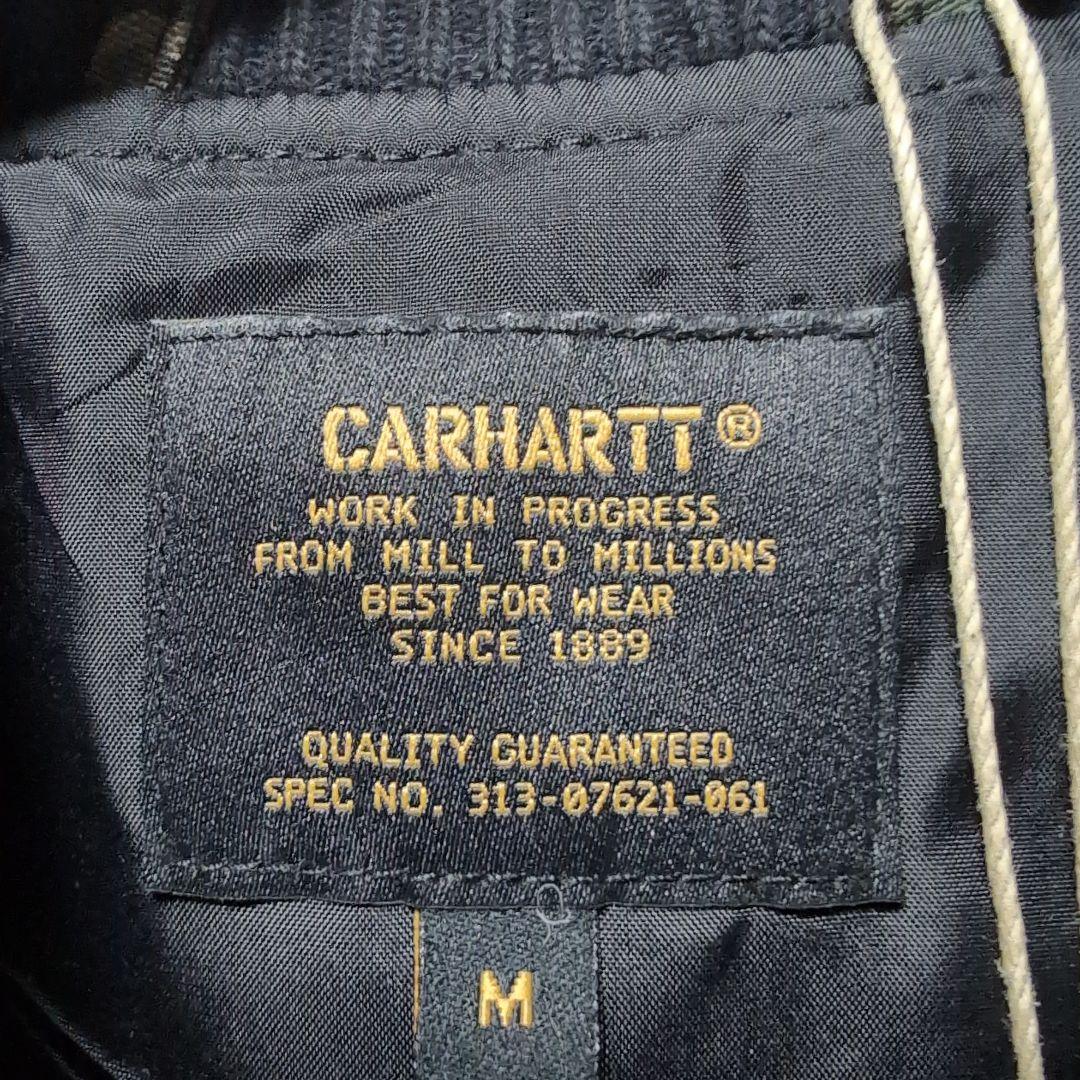 CARHARTT®
WORK IN PROGRESS
FROM MILL TO MILLIONS
BEST FOR WEAR
SINCE 1889
QUALITY GUARANTEED
SPEC NO. 313-07621-061
M